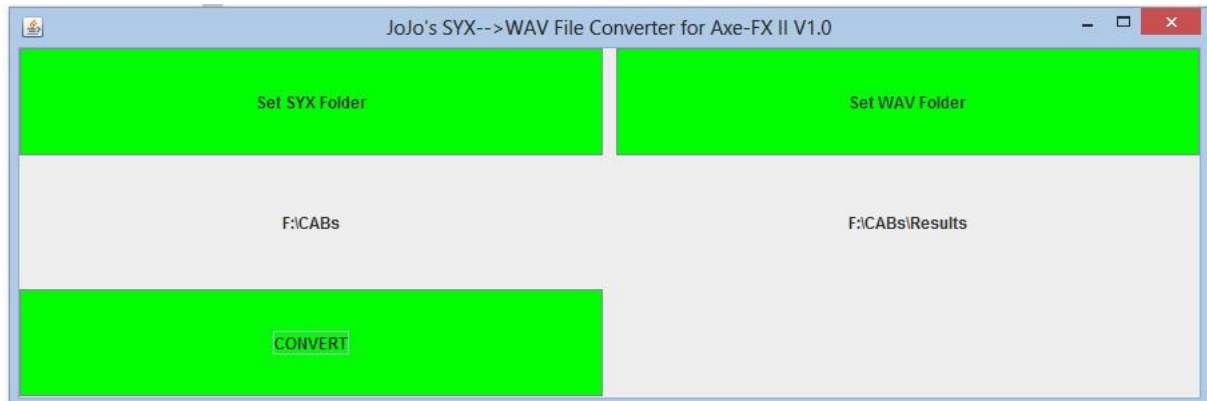 JoJo's SYX-->WAV File Converter for Axe-FX II V1.0
Set SYX Folder
Set WAV Folder
F:\CABs
F:\CABs\Results
CONVERT